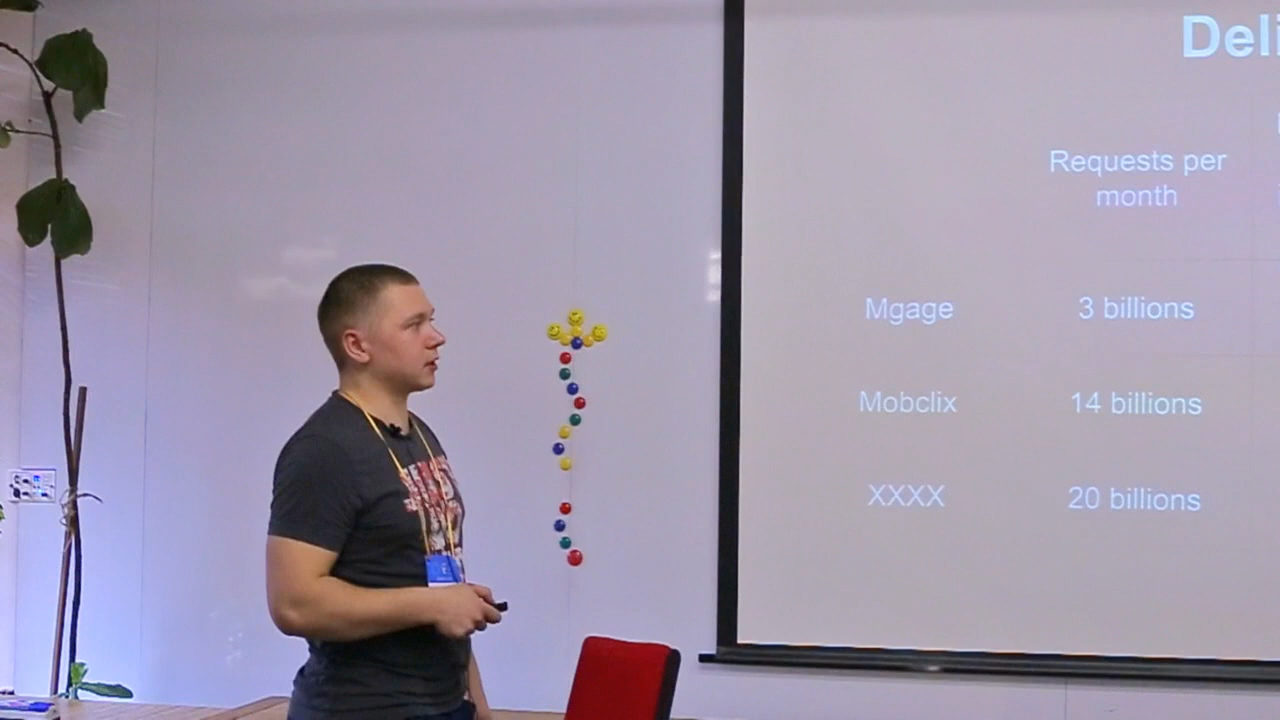 Deli
Requests per
month
Mgage
3 billions
Mobclix
14 billions
XXXX
20 billions